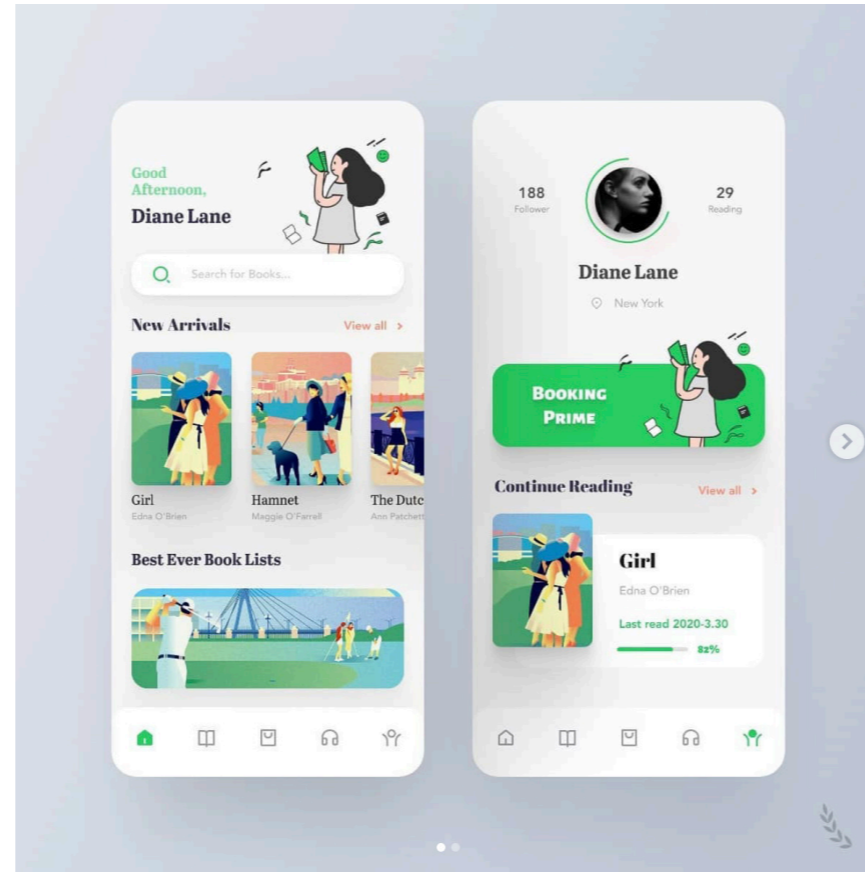 Good
Afternoon,
Diane Lane
Search for Books...
New Arrivals
View all >
Girl
Edna O'Brien
Hamnet
Maggie O'Farrell
The Dutc
Ann Patchett
Best Ever Book Lists
188
Follower
29
Reading
Diane Lane
New York
BOOKING
PRIME
Continue Reading
View all >
Girl
Edna O'Brien
Last read 2020-3.30
82%